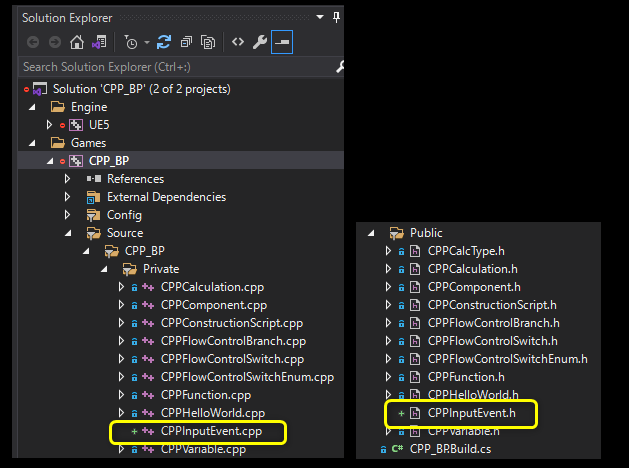 Solution Explorer
Search Solution Explorer (Ctrl+:)
Solution 'CPP_BP' (2 of 2 projects)
Engine
UE5
Games
CPP_BP
References
External Dependencies
Config
Source
CPP_BP
Private
CPPCalculation.cpp
CPPComponent.cpp
CPPConstructionScript.cpp
CPPFlowControlBranch.cpp
CPPFlowControlSwitch.cpp
CPPFlowControlSwitchEnum.cpp
CPPFunction.cpp
CPPHelloWorld.cpp
CPPInputEvent.cpp
CPPVariable.cpp
Public
CPPCalcType.h
CPPCalculation.h
CPPComponent.h
CPPConstructionScript.h
CPPFlowControlBranch.h
CPPFlowControlSwitch.h
CPPFlowControlSwitchEnum.h
CPPFunction.h
CPPHelloWorld.h
CPPInputEvent.h
CPPVariable.h
C# CPP_BRBuild.cs